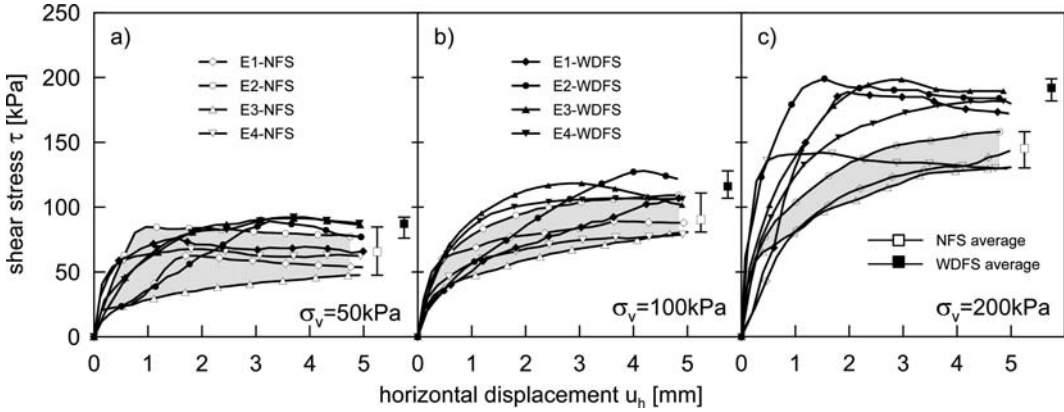 250
200
150
100
50
0
shear stress τ [kPa]
a)
E1-NFS
E2-NFS
E3-NFS
E4-NFS
σv=50kPa
0 1 2 3 4 5
b)
E1-WDFS
E2-WDFS
E3-WDFS
E4-WDFS
σv=100kPa
0 1 2 3 4 5
c)
NFS average
WDFS average
σv=200kPa
0 1 2 3 4 5
horizontal displacement uh [mm]